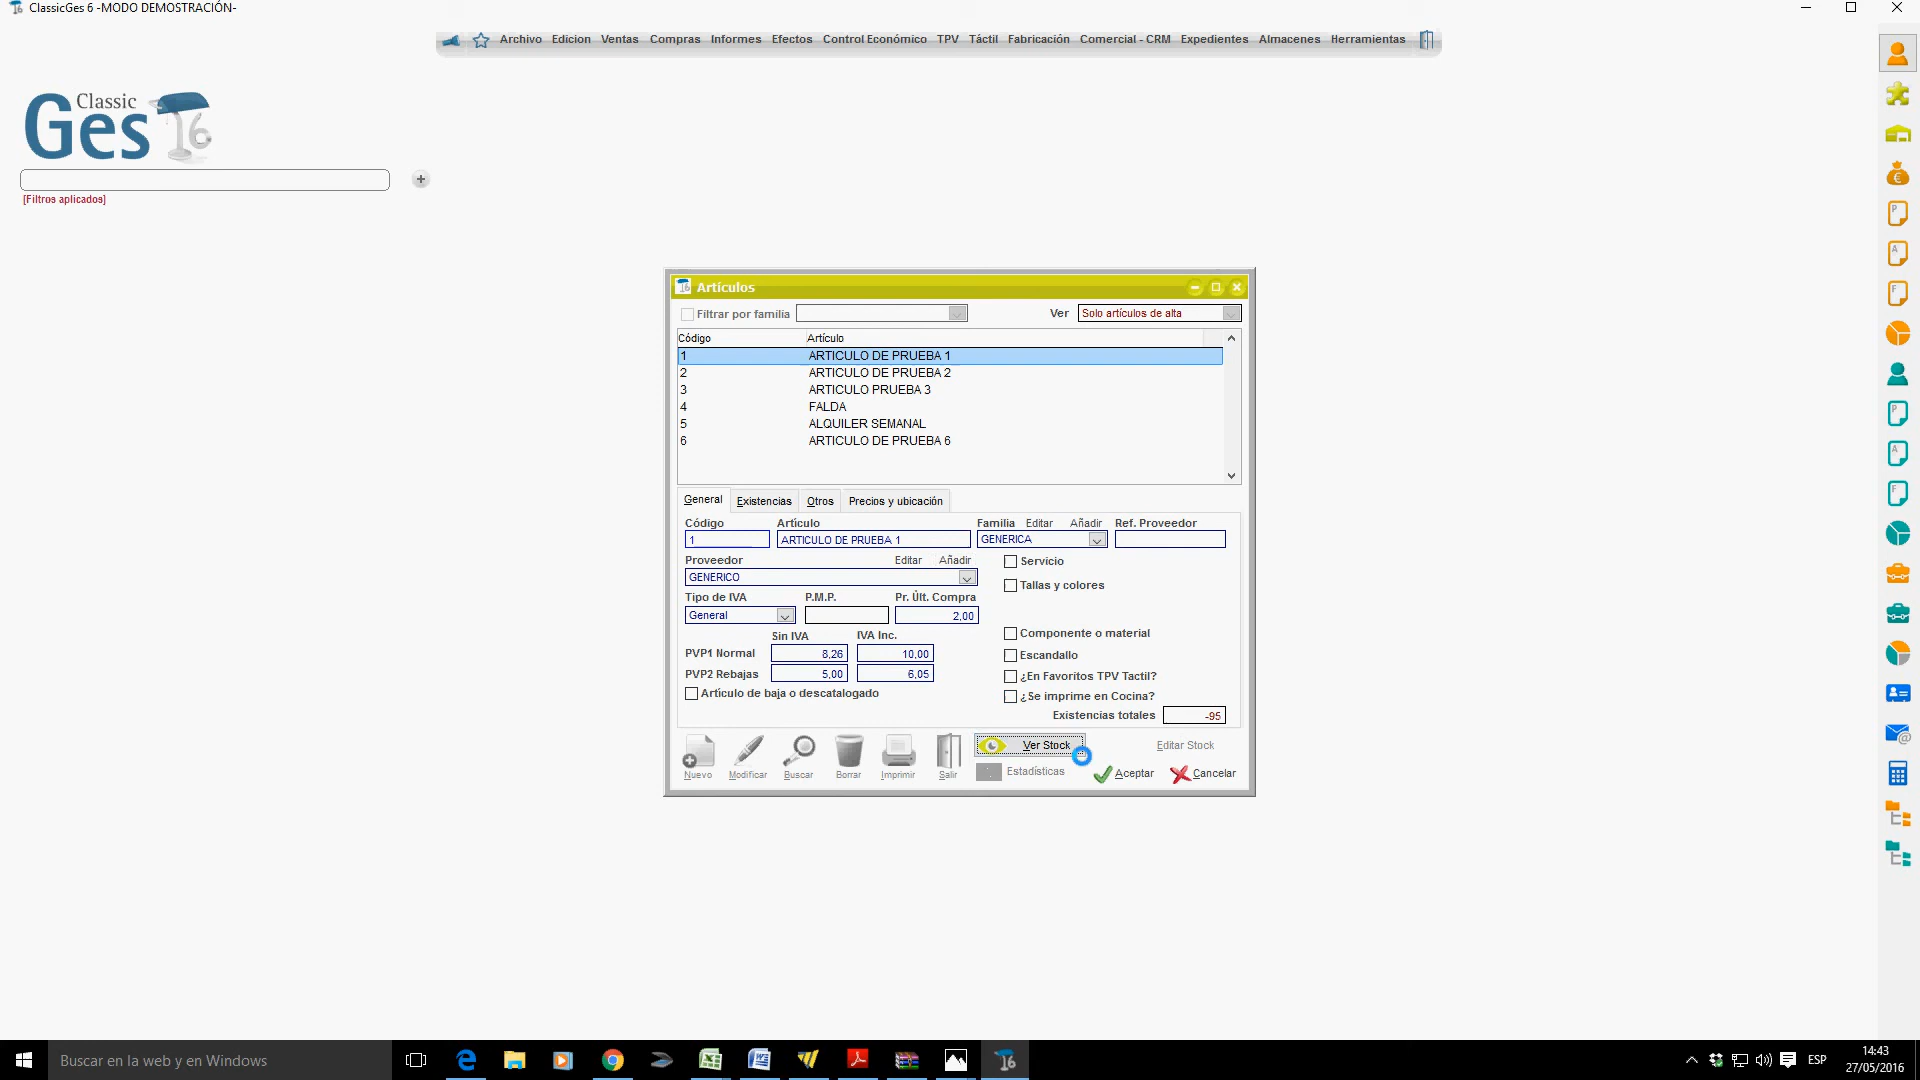 ClassicGes 6 -MODO DEMOSTRACIÓN-
Archivo Edicion Ventas Compras Informes Efectos Control Económico TPV Táctil Fabricación Comercial - CRM Expedientes Almacenes Herramientas
Classic
Ges 6
[Filtros aplicados]
Artículos
Filtrar por familia
Ver Solo artículos de alta
Código Artículo
1 ARTICULO DE PRUEBA 1
2 ARTICULO DE PRUEBA 2
3 ARTICULO PRUEBA 3
4 FALDA
5 ALQUILER SEMANAL
6 ARTICULO DE PRUEBA 6
General Existencias Otros Precios y ubicación
Código Artículo Familia Editar Añadir Ref. Proveedor
1 ARTICULO DE PRUEBA 1 GENERICA
Proveedor Editar Añadir Servicio
GENERICO Tallas y colores
Tipo de IVA P.M.P. Pr. Últ. Compra
General 2,00
Sin IVA IVA Inc. Componente o material
PVP1 Normal 8,26 10,00 Escandallo
PVP2 Rebajas 5,00 6,05 ¿En Favoritos TPV Tactil?
Artículo de baja o descatalogado ¿Se imprime en Cocina?
Existencias totales -95
Ver Stock Editar Stock
Nuevo Modificar Buscar Borrar Imprimir Salir Estadísticas Aceptar Cancelar
Buscar en la web y en Windows
ESP
14:43
27/05/2016